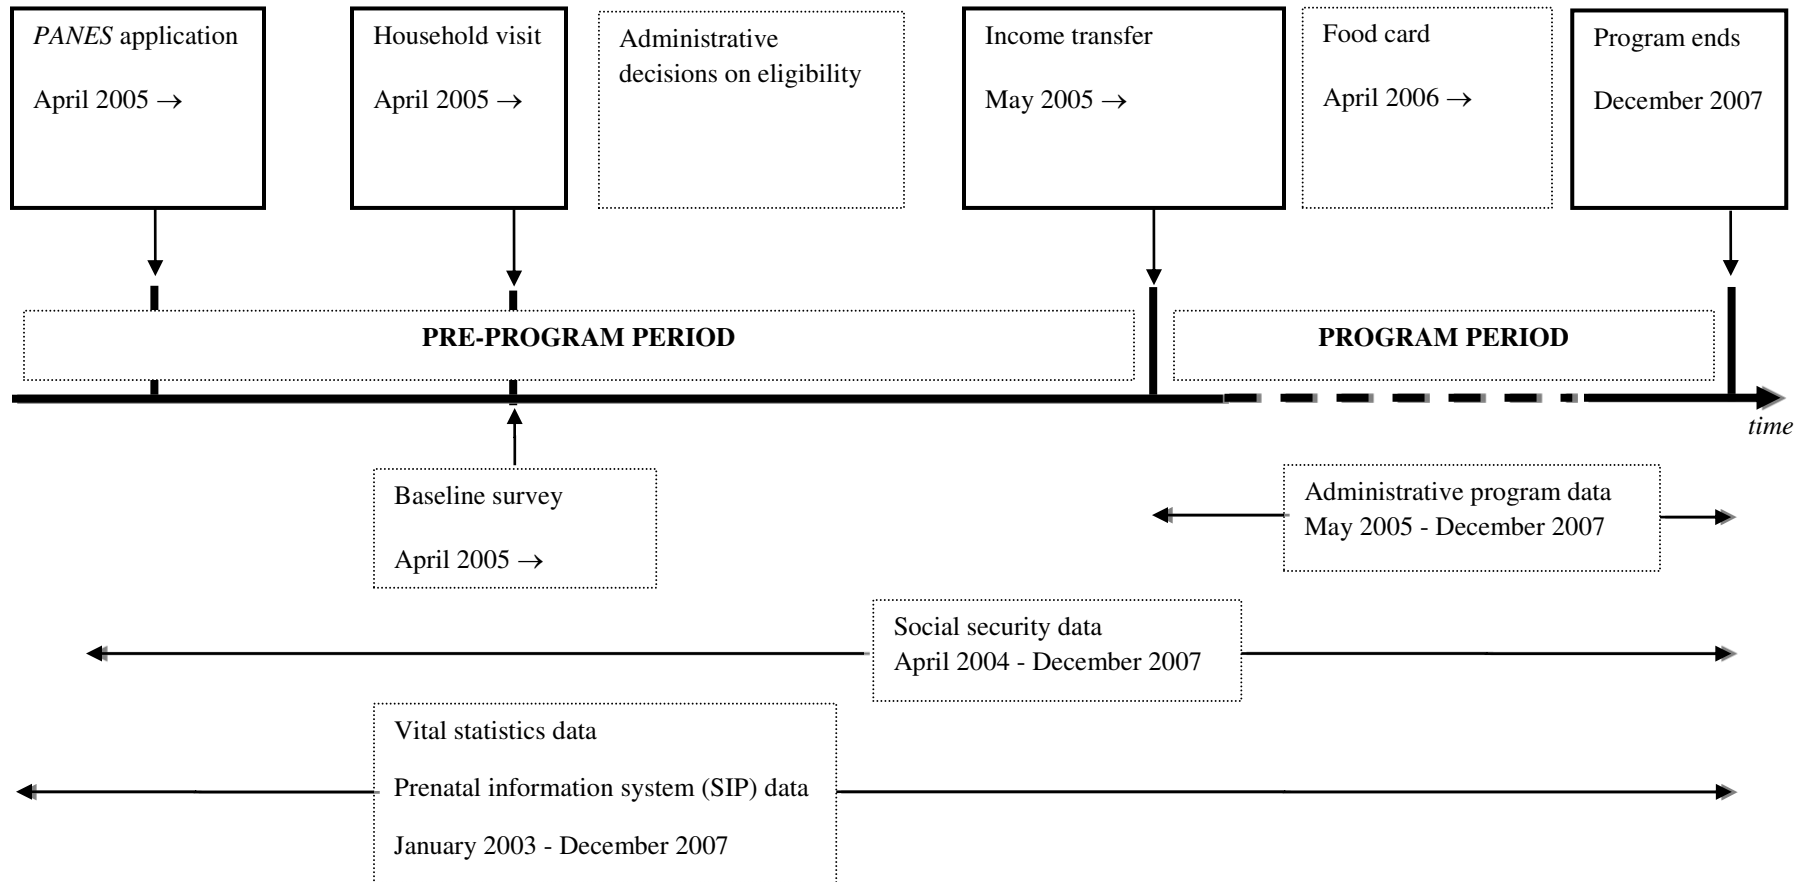 PANES application
April 2005 →
Household visit
April 2005 →
Administrative
decisions on eligibility
Income transfer
May 2005 →
Food card
April 2006 →
Program ends
December 2007
PRE-PROGRAM PERIOD
PROGRAM PERIOD
time
Baseline survey
April 2005 →
Administrative program data
May 2005 - December 2007
Social security data
April 2004 - December 2007
Vital statistics data
Prenatal information system (SIP) data
January 2003 - December 2007